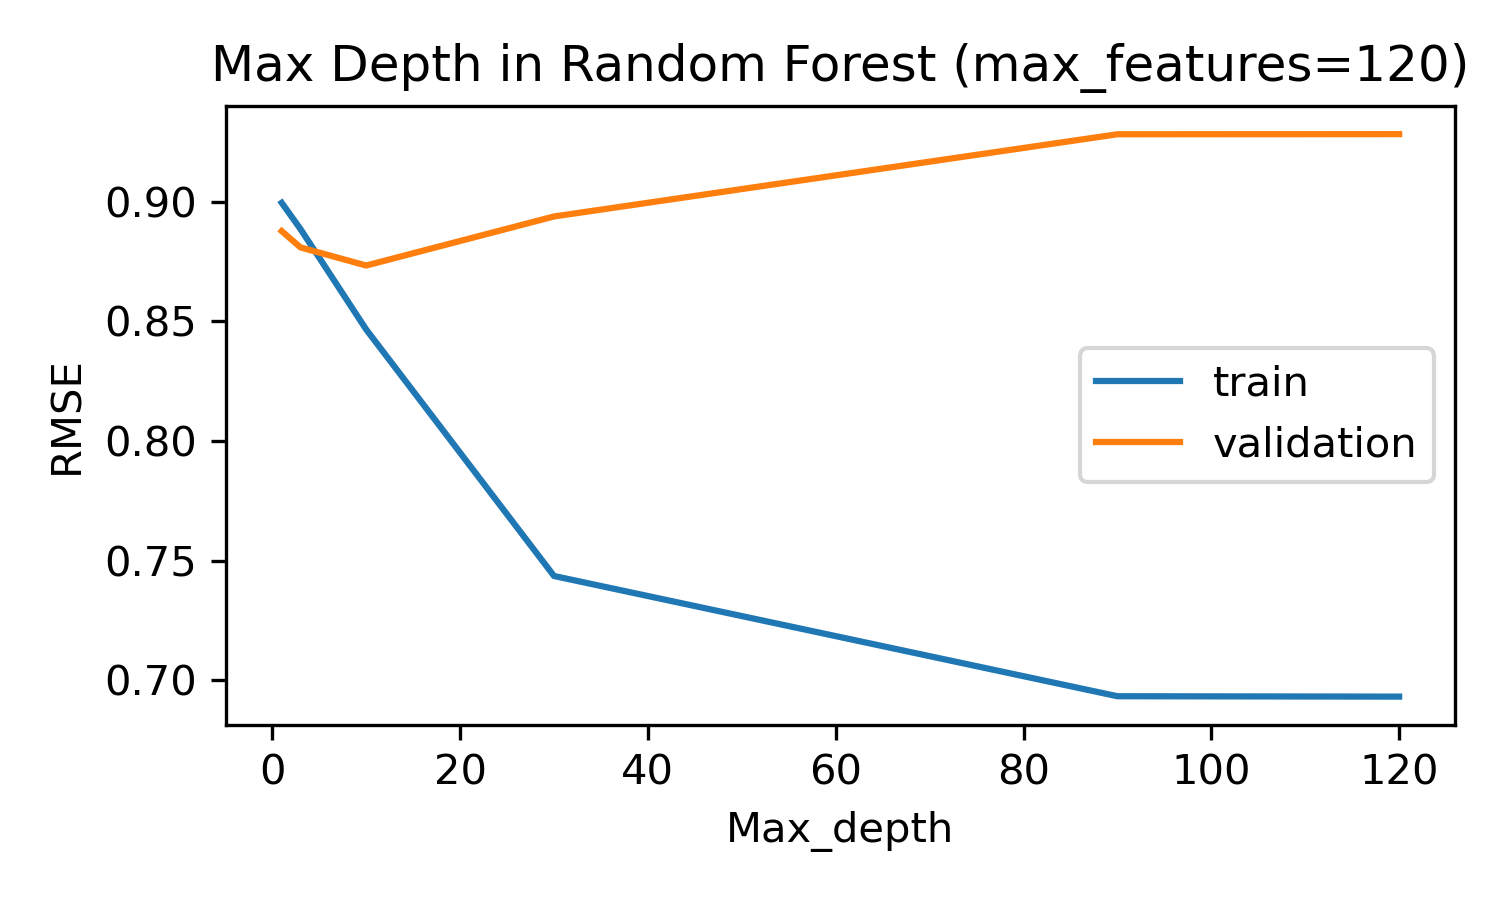 Max Depth in Random Forest (max_features=120)
0.90
0.85
0.80
0.75
0.70
RMSE
train
validation
0 20 40 60 80 100 120
Max_depth